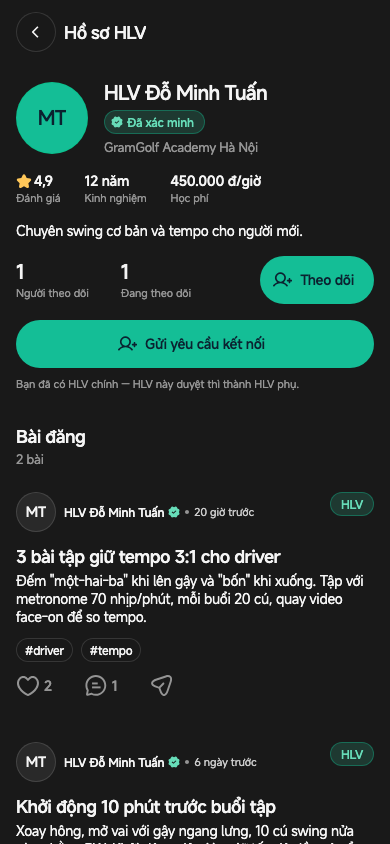 Hồ sơ HLV
MT
HLV Đỗ Minh Tuấn
Đã xác minh
GramGolf Academy Hà Nội
4,9
12 năm
450.000 đ/giờ
Đánh giá
Kinh nghiệm
Học phí
Chuyên swing cơ bản và tempo cho người mới.
1
1
Người theo dõi
Đang theo dõi
Theo dõi
Gửi yêu cầu kết nối
Bạn đã có HLV chính — HLV này duyệt thì thành HLV phụ.
Bài đăng
2 bài
MT
HLV Đỗ Minh Tuấn • 20 giờ trước
HLV
3 bài tập giữ tempo 3:1 cho driver
Đếm "một-hai-ba" khi lên gậy và "bốn" khi xuống. Tập với
metronome 70 nhịp/phút, mỗi buổi 20 cú, quay video
face-on để so tempo.
#driver
#tempo
2
1
MT
HLV Đỗ Minh Tuấn • 6 ngày trước
HLV
Khởi động 10 phút trước buổi tập
Xoay hông, mở vai với gậy ngang lưng, 10 cú swing nửa